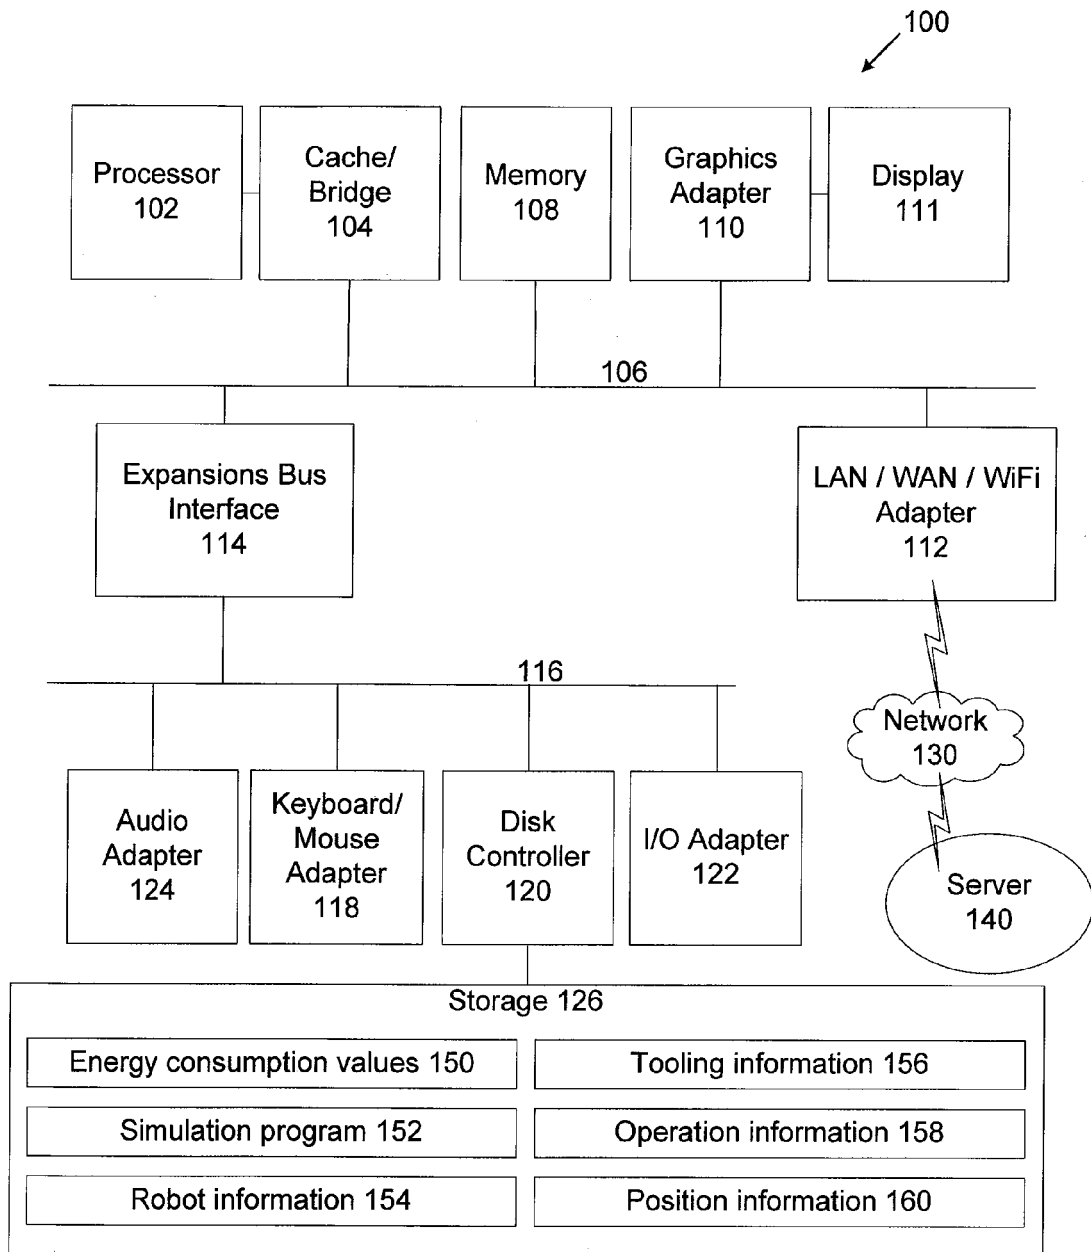 100
Processor
102
Cache/
Bridge
104
Memory
108
Graphics
Adapter
110
Display
111
106
Expansions Bus
Interface
114
LAN / WAN / WiFi
Adapter
112
116
Network
130
Audio
Adapter
124
Keyboard/
Mouse
Adapter
118
Disk
Controller
120
I/O Adapter
122
Server
140
Storage 126
Energy consumption values 150
Tooling information 156
Simulation program 152
Operation information 158
Robot information 154
Position information 160